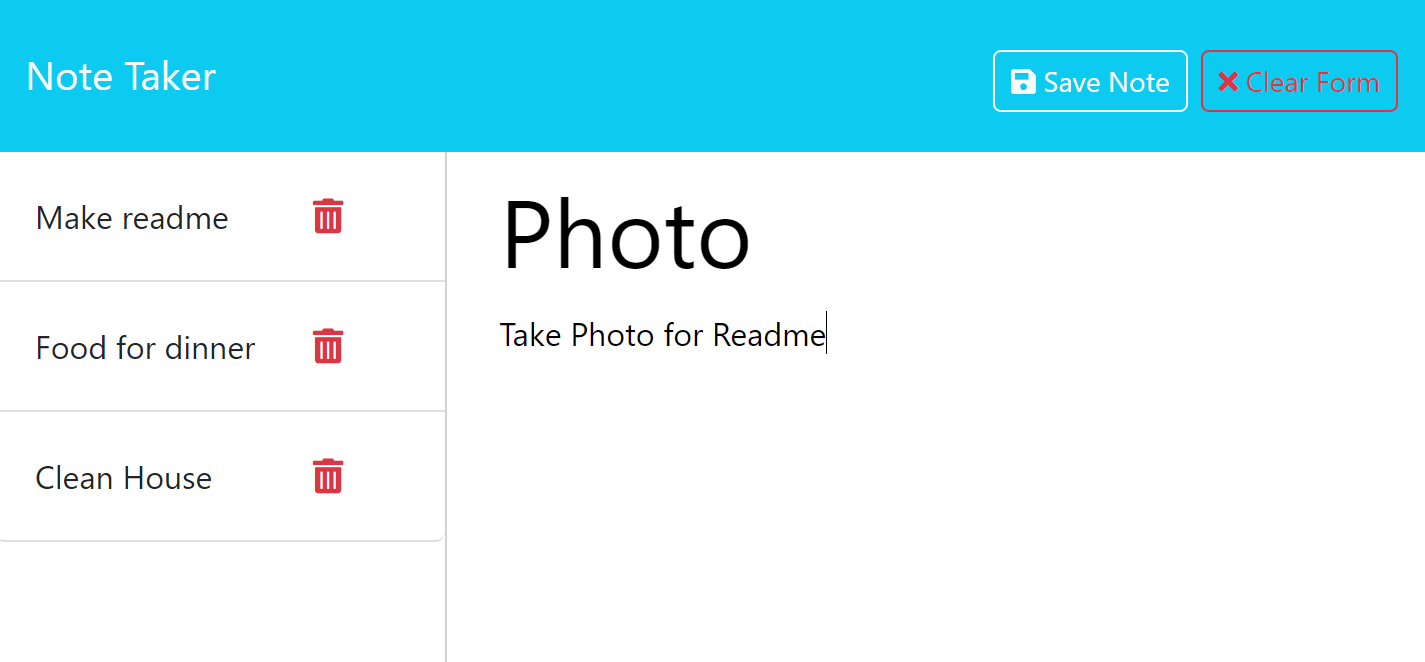 Note Taker
Save Note
Clear Form
Make readme
Food for dinner
Clean House
Photo
Take Photo for Readme